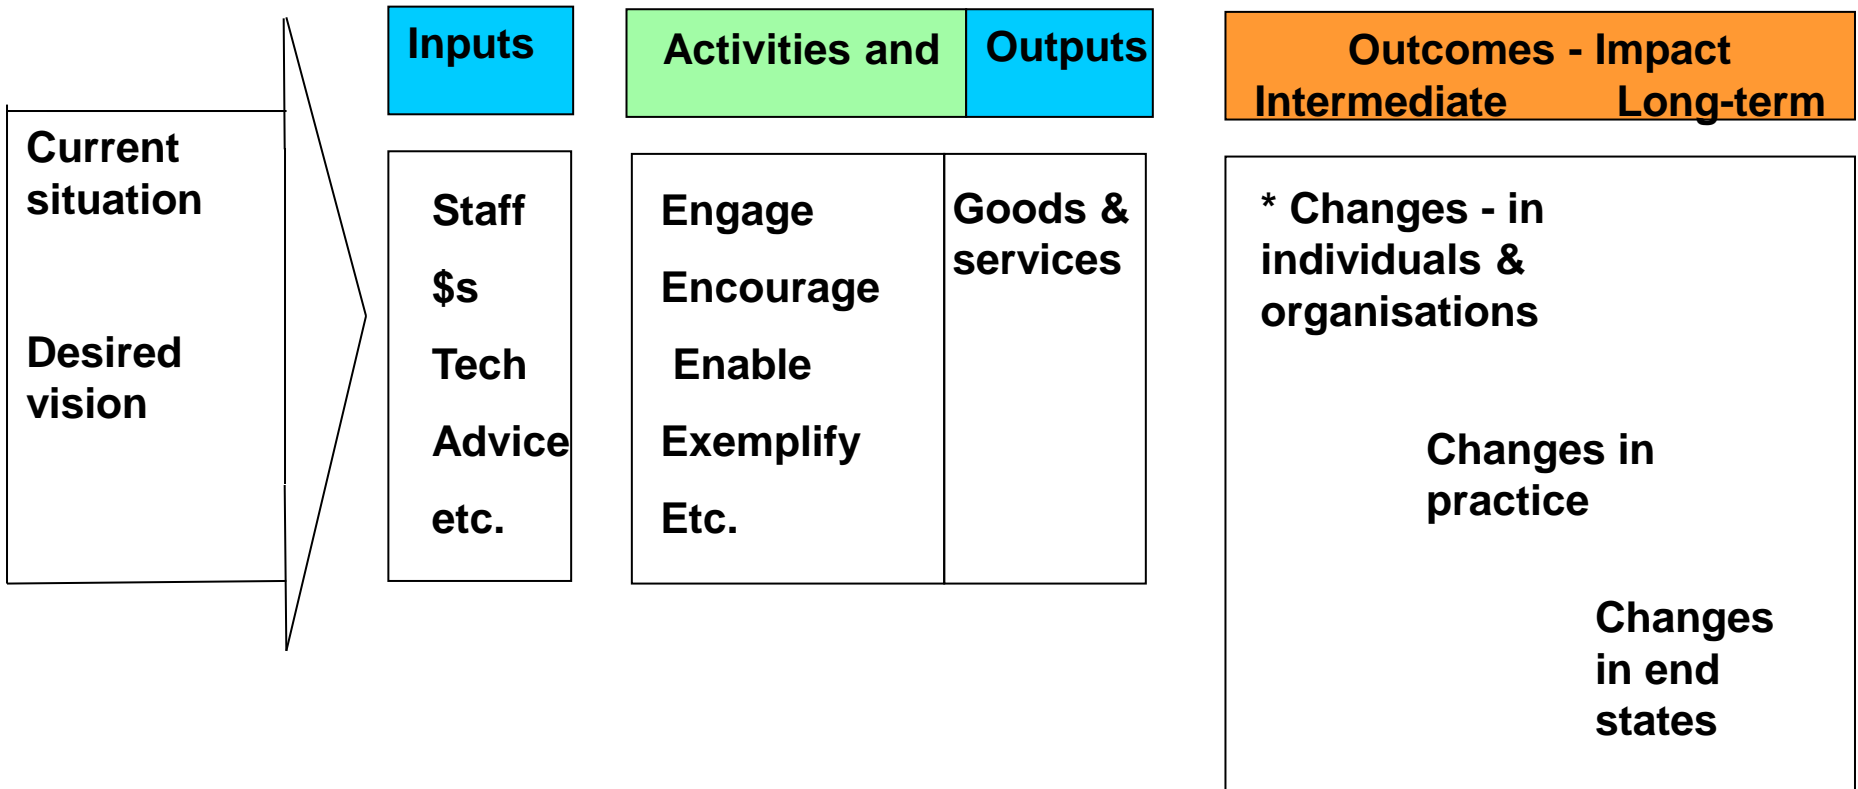 Current
situation
Desired
vision
Inputs
Staff
$s
Tech
Advice
etc.
Activities and
Engage
Encourage
Enable
Exemplify
Etc.
Outputs
Goods &
services
Outcomes - Impact
Intermediate Long-term
* Changes - in
individuals &
organisations
Changes in
practice
Changes
in end
states